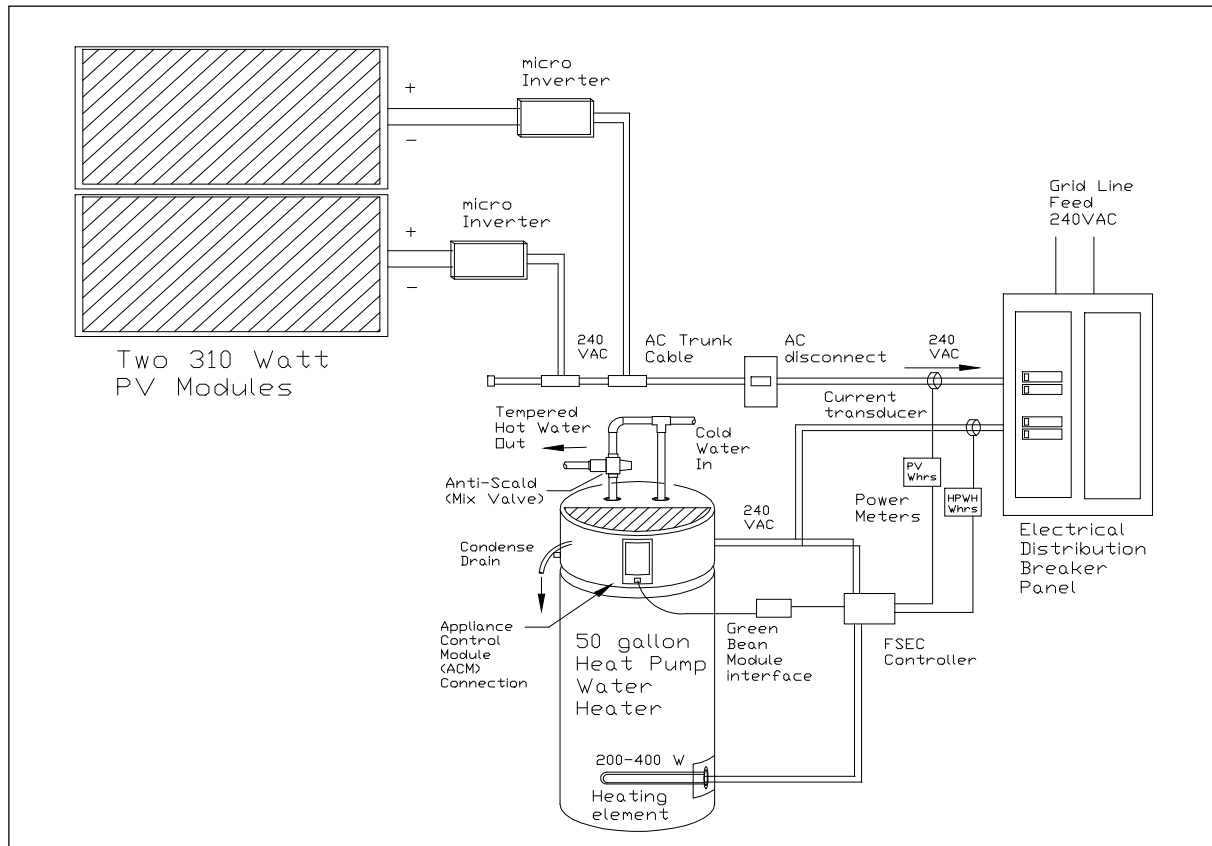 micro
Inverter
+
-
micro
Inverter
+
-
Two 310 Watt
PV Modules
Grid Line
Feed
240VAC
240
VAC
AC Trunk
Cable
AC
disconnect
240
VAC
Current
transducer
Tempered
Hot Water
Out
Cold
Water
In
Anti-Scald
(Mix Valve)
PV
Whrs
HPWH
Whrs
Power
Meters
240
VAC
Condense
Drain
Electrical
Distribution
Breaker
Panel
Appliance
Control
Module
(ACM)
Connection
50 gallon
Heat Pump
Water
Heater
Green
Bean
Module
interface
FSEC
Controller
200-400 W
Heating
element